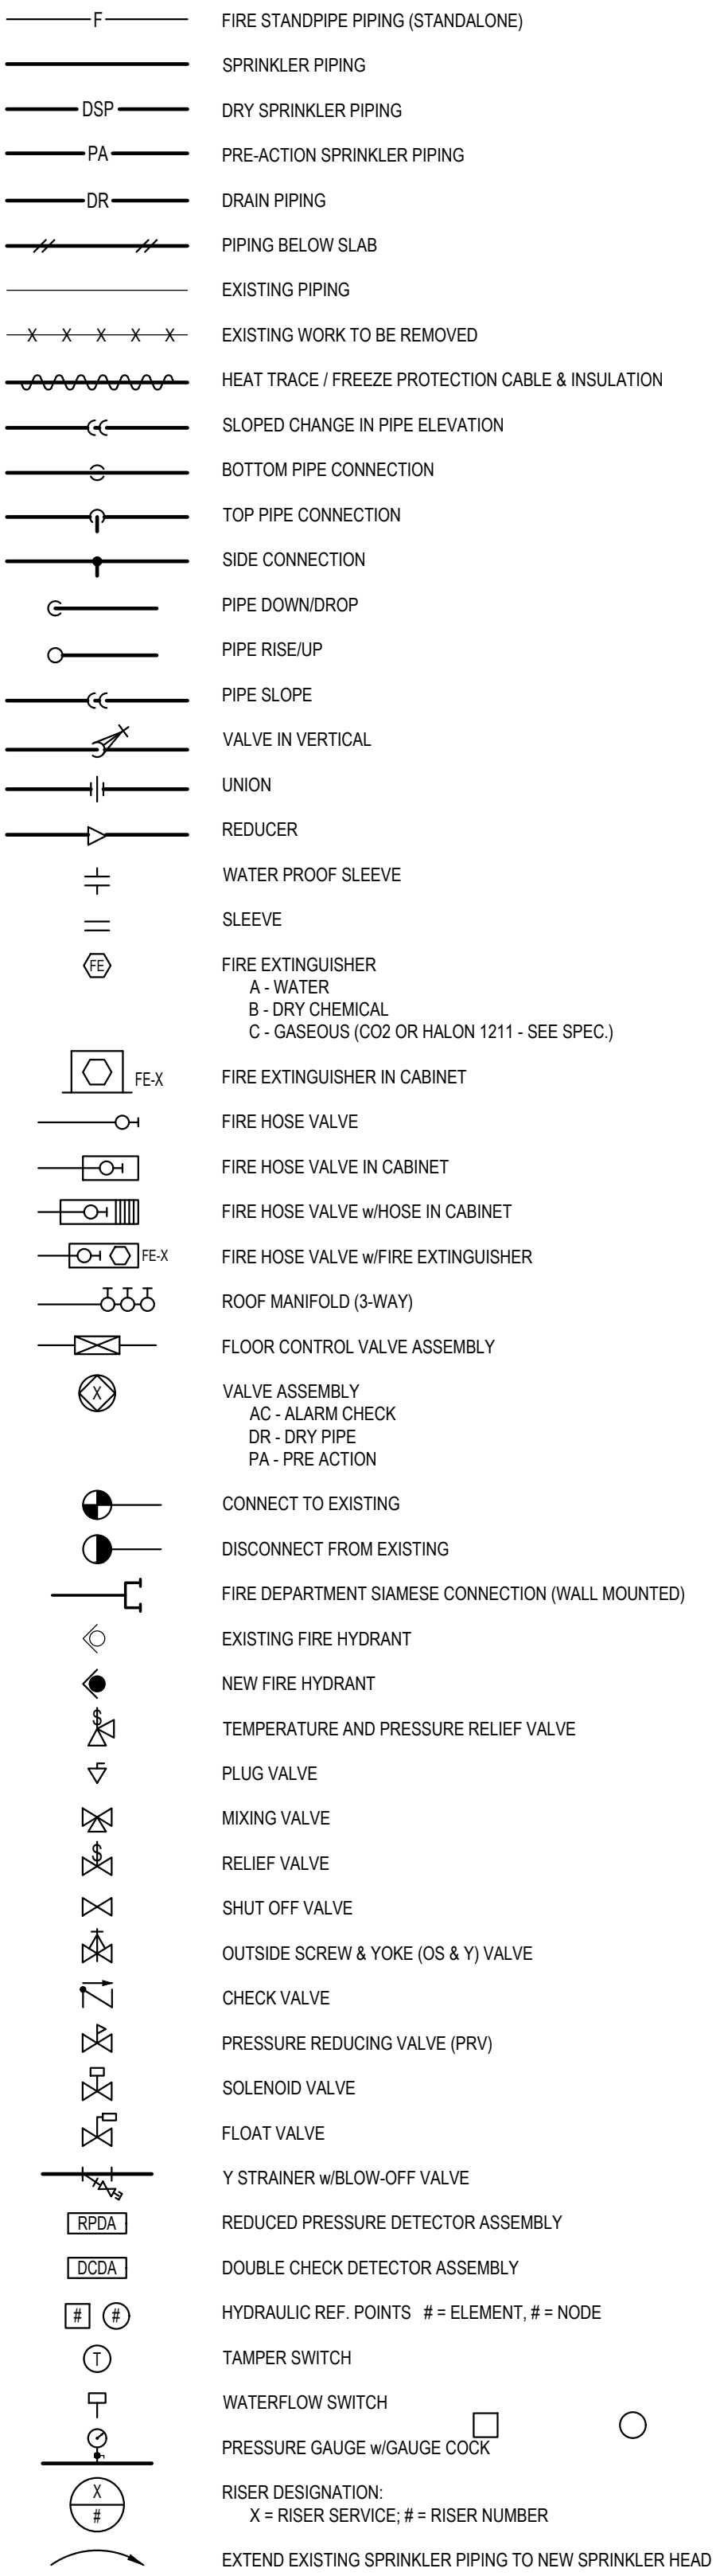 F FIRE STANDPIPE PIPING (STANDALONE)
SPRINKLER PIPING
DSP DRY SPRINKLER PIPING
PA PRE-ACTION SPRINKLER PIPING
DR DRAIN PIPING
PIPING BELOW SLAB
EXISTING PIPING
X X X X X EXISTING WORK TO BE REMOVED
HEAT TRACE / FREEZE PROTECTION CABLE & INSULATION
SLOPED CHANGE IN PIPE ELEVATION
BOTTOM PIPE CONNECTION
TOP PIPE CONNECTION
SIDE CONNECTION
PIPE DOWN/DROP
PIPE RISE/UP
PIPE SLOPE
VALVE IN VERTICAL
UNION
REDUCER
WATER PROOF SLEEVE
SLEEVE
FE FIRE EXTINGUISHER
A - WATER
B - DRY CHEMICAL
C - GASEOUS (CO2 OR HALON 1211 - SEE SPEC.)
FE-X FIRE EXTINGUISHER IN CABINET
FIRE HOSE VALVE
FIRE HOSE VALVE IN CABINET
FIRE HOSE VALVE w/HOSE IN CABINET
FE-X FIRE HOSE VALVE w/FIRE EXTINGUISHER
ROOF MANIFOLD (3-WAY)
FLOOR CONTROL VALVE ASSEMBLY
X VALVE ASSEMBLY
AC - ALARM CHECK
DR - DRY PIPE
PA - PRE ACTION
CONNECT TO EXISTING
DISCONNECT FROM EXISTING
FIRE DEPARTMENT SIAMESE CONNECTION (WALL MOUNTED)
EXISTING FIRE HYDRANT
NEW FIRE HYDRANT
TEMPERATURE AND PRESSURE RELIEF VALVE
PLUG VALVE
MIXING VALVE
RELIEF VALVE
SHUT OFF VALVE
OUTSIDE SCREW & YOKE (OS & Y) VALVE
CHECK VALVE
PRESSURE REDUCING VALVE (PRV)
SOLENOID VALVE
FLOAT VALVE
Y STRAINER w/BLOW-OFF VALVE
RPDA REDUCED PRESSURE DETECTOR ASSEMBLY
DCDA DOUBLE CHECK DETECTOR ASSEMBLY
# # HYDRAULIC REF. POINTS # = ELEMENT, # = NODE
T TAMPER SWITCH
WATERFLOW SWITCH
PRESSURE GAUGE w/GAUGE COCK
X RISER DESIGNATION:
# X = RISER SERVICE; # = RISER NUMBER
EXTEND EXISTING SPRINKLER PIPING TO NEW SPRINKLER HEAD